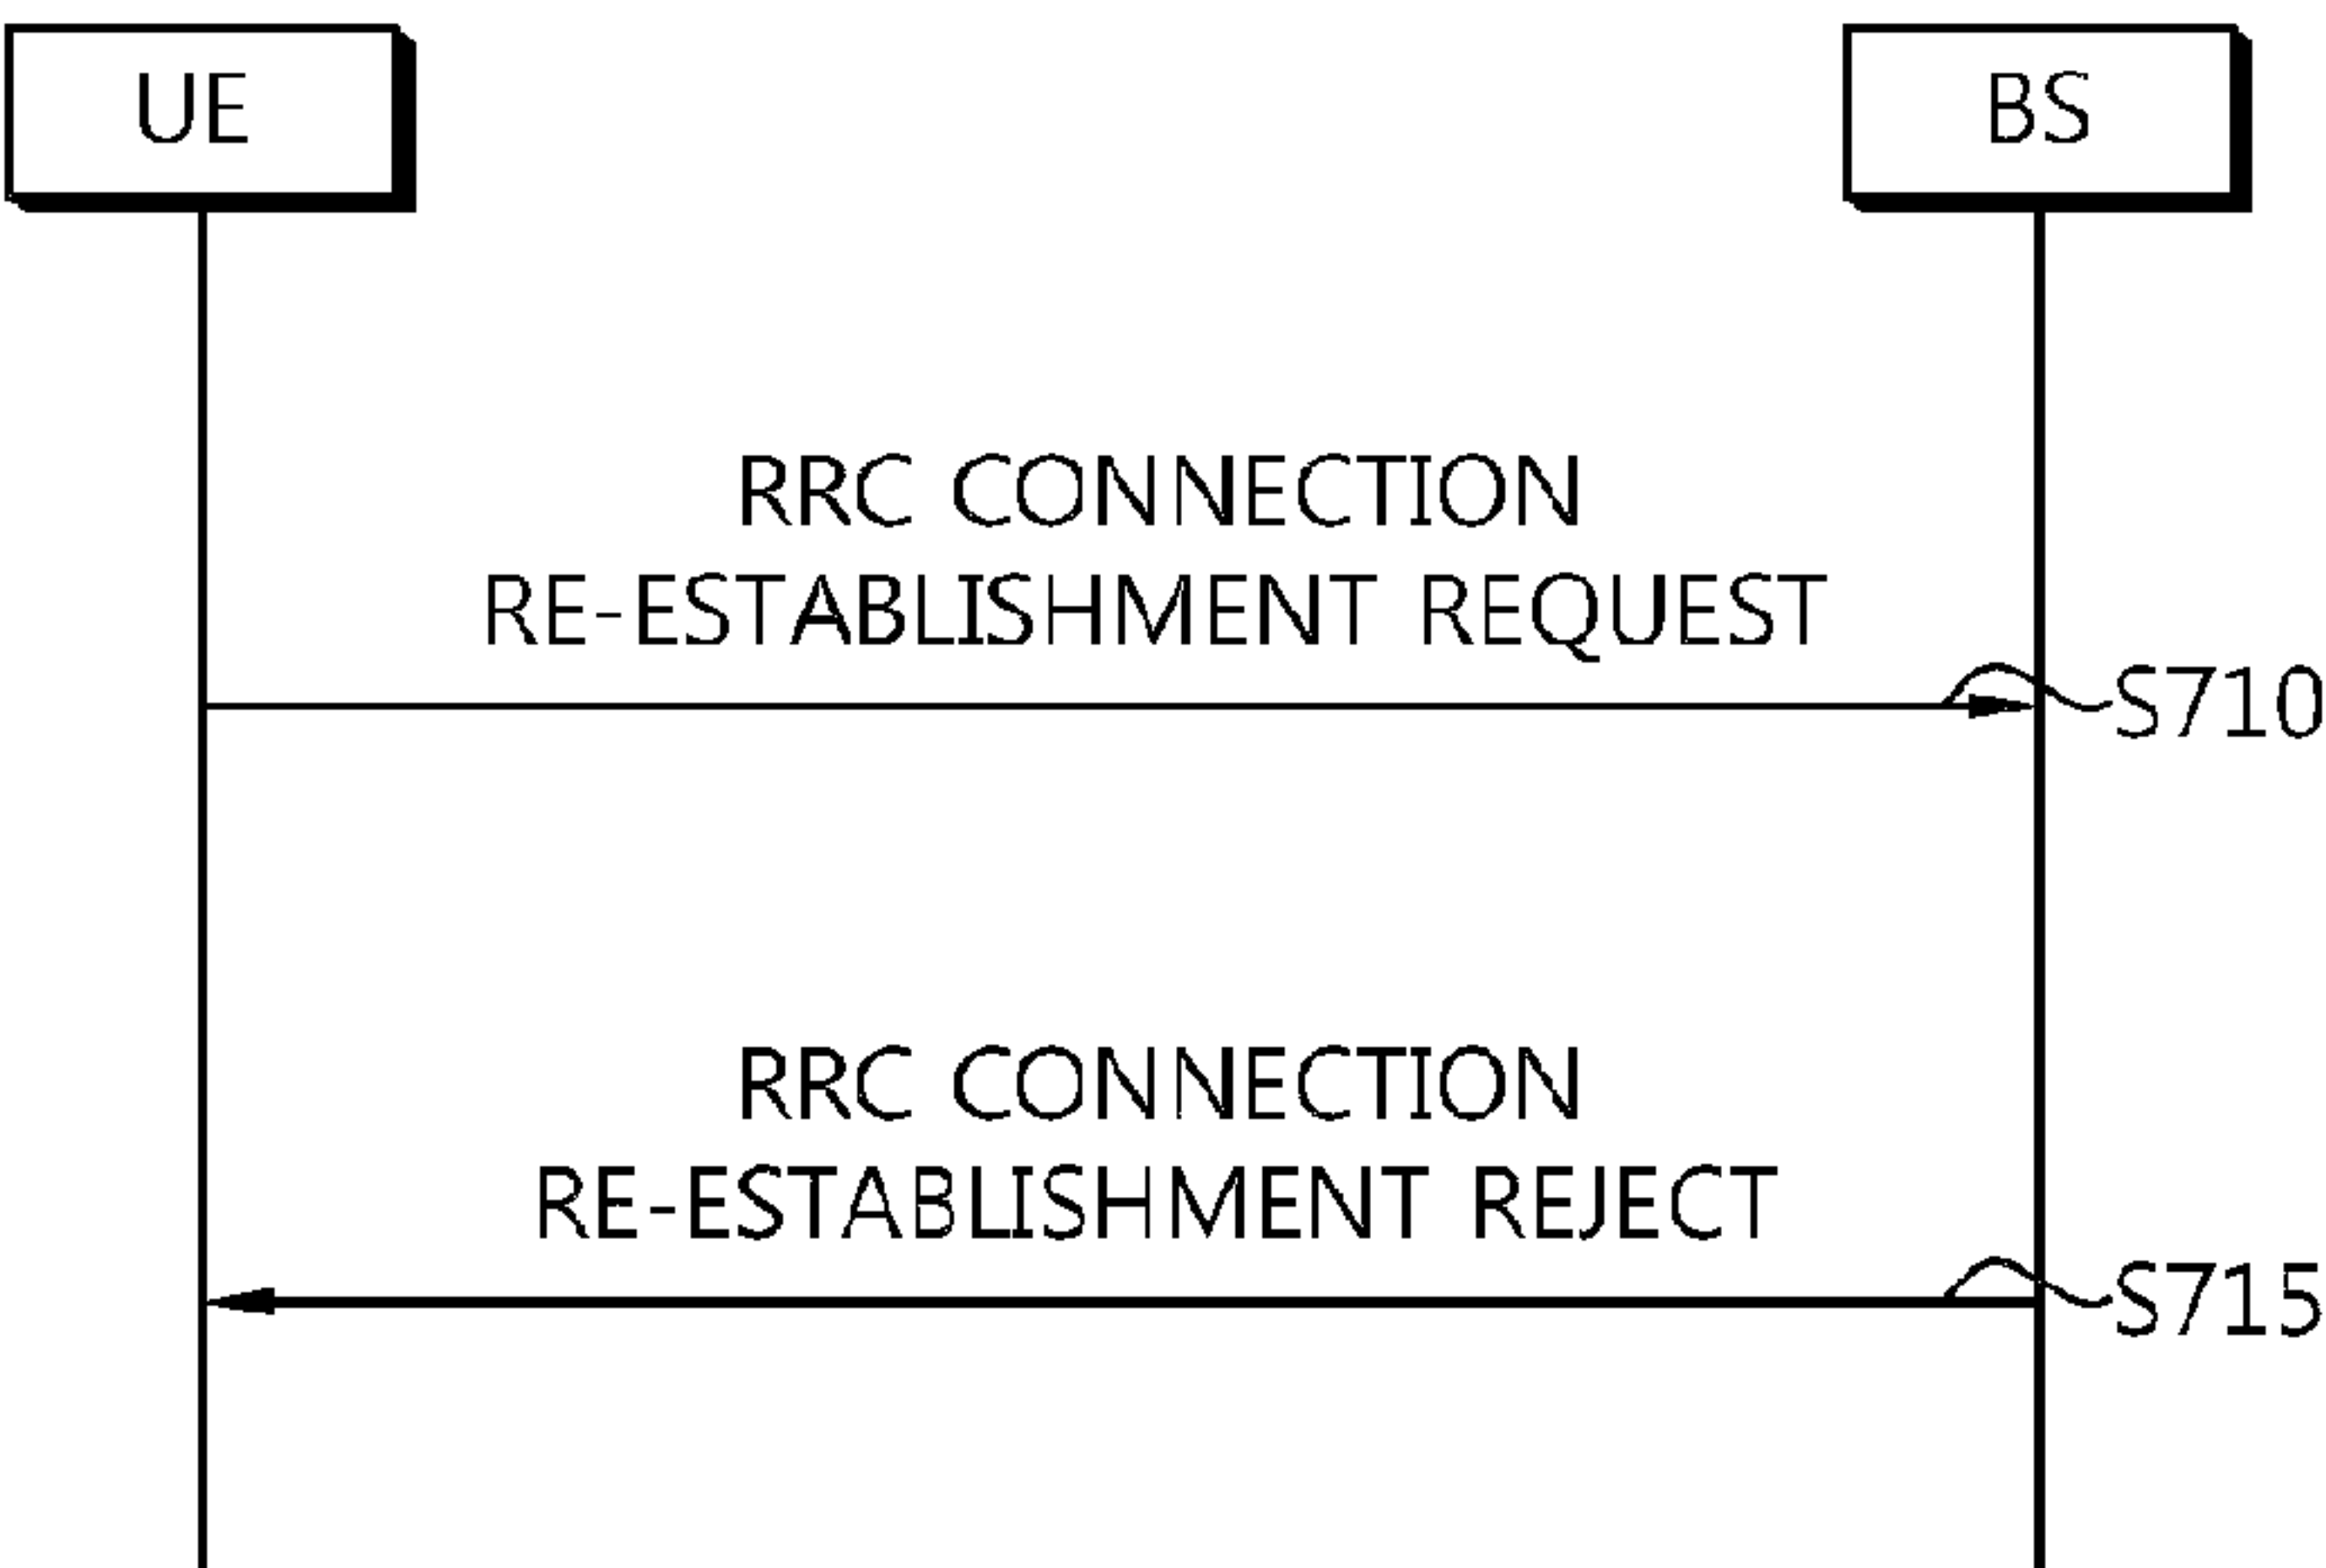 UE
BS
RRC CONNECTION
RE-ESTABLISHMENT REQUEST
S710
RRC CONNECTION
RE-ESTABLISHMENT REJECT
S715